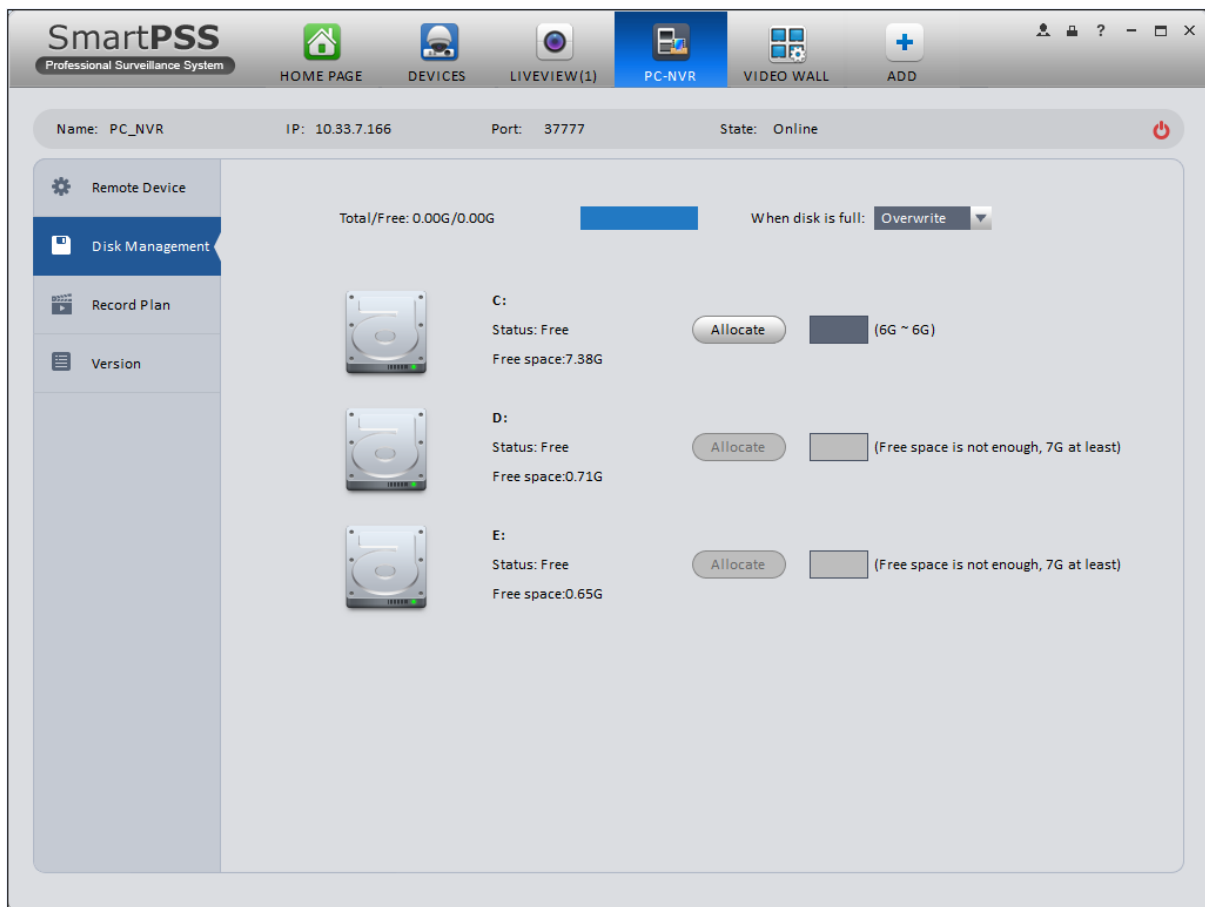 SmartPSS
Professional Surveillance System
HOME PAGE
DEVICES
LIVEVIEW(1)
PC-NVR
VIDEO WALL
ADD
Name: PC_NVR
IP: 10.33.7.166
Port: 37777
State: Online
Remote Device
Disk Management
Record Plan
Version
Total/Free: 0.00G/0.00G
When disk is full: Overwrite
C:
Status: Free
Allocate
(6G ~ 6G)
Free space:7.38G
D:
Status: Free
Allocate
(Free space is not enough, 7G at least)
Free space:0.71G
E:
Status: Free
Allocate
(Free space is not enough, 7G at least)
Free space:0.65G